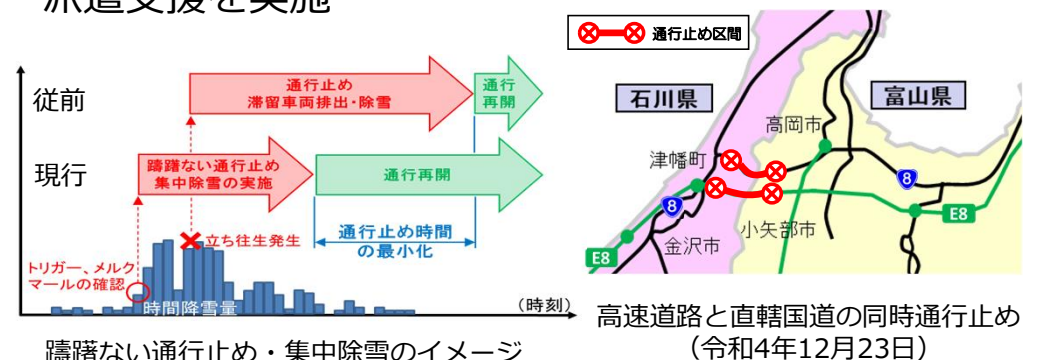 派遣支援を実施
従前
通行止め
滞留車両排出・除雪
通行
再開
現行
躊躇ない通行止め
集中除雪の実施
通行再開
立ち往生発生
通行止め時間
の最小化
トリガー、メルク
マールの確認
時間降雪量
(時刻)
躊躇ない通行止め・集中除雪のイメージ
通行止め区間
石川県
富山県
高岡市
津幡町
8
8
E8
小矢部市
金沢市
E8
高速道路と直轄国道の同時通行止め
（令和4年12月23日）